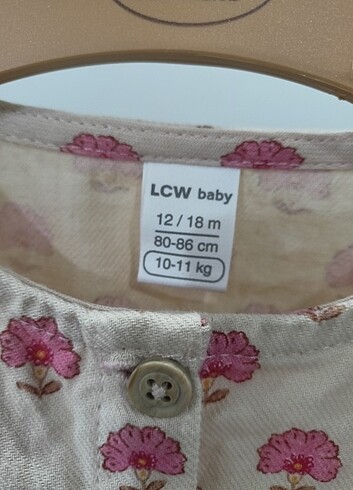 LCW baby
12 / 18 m
80-86 cm
10-11 kg